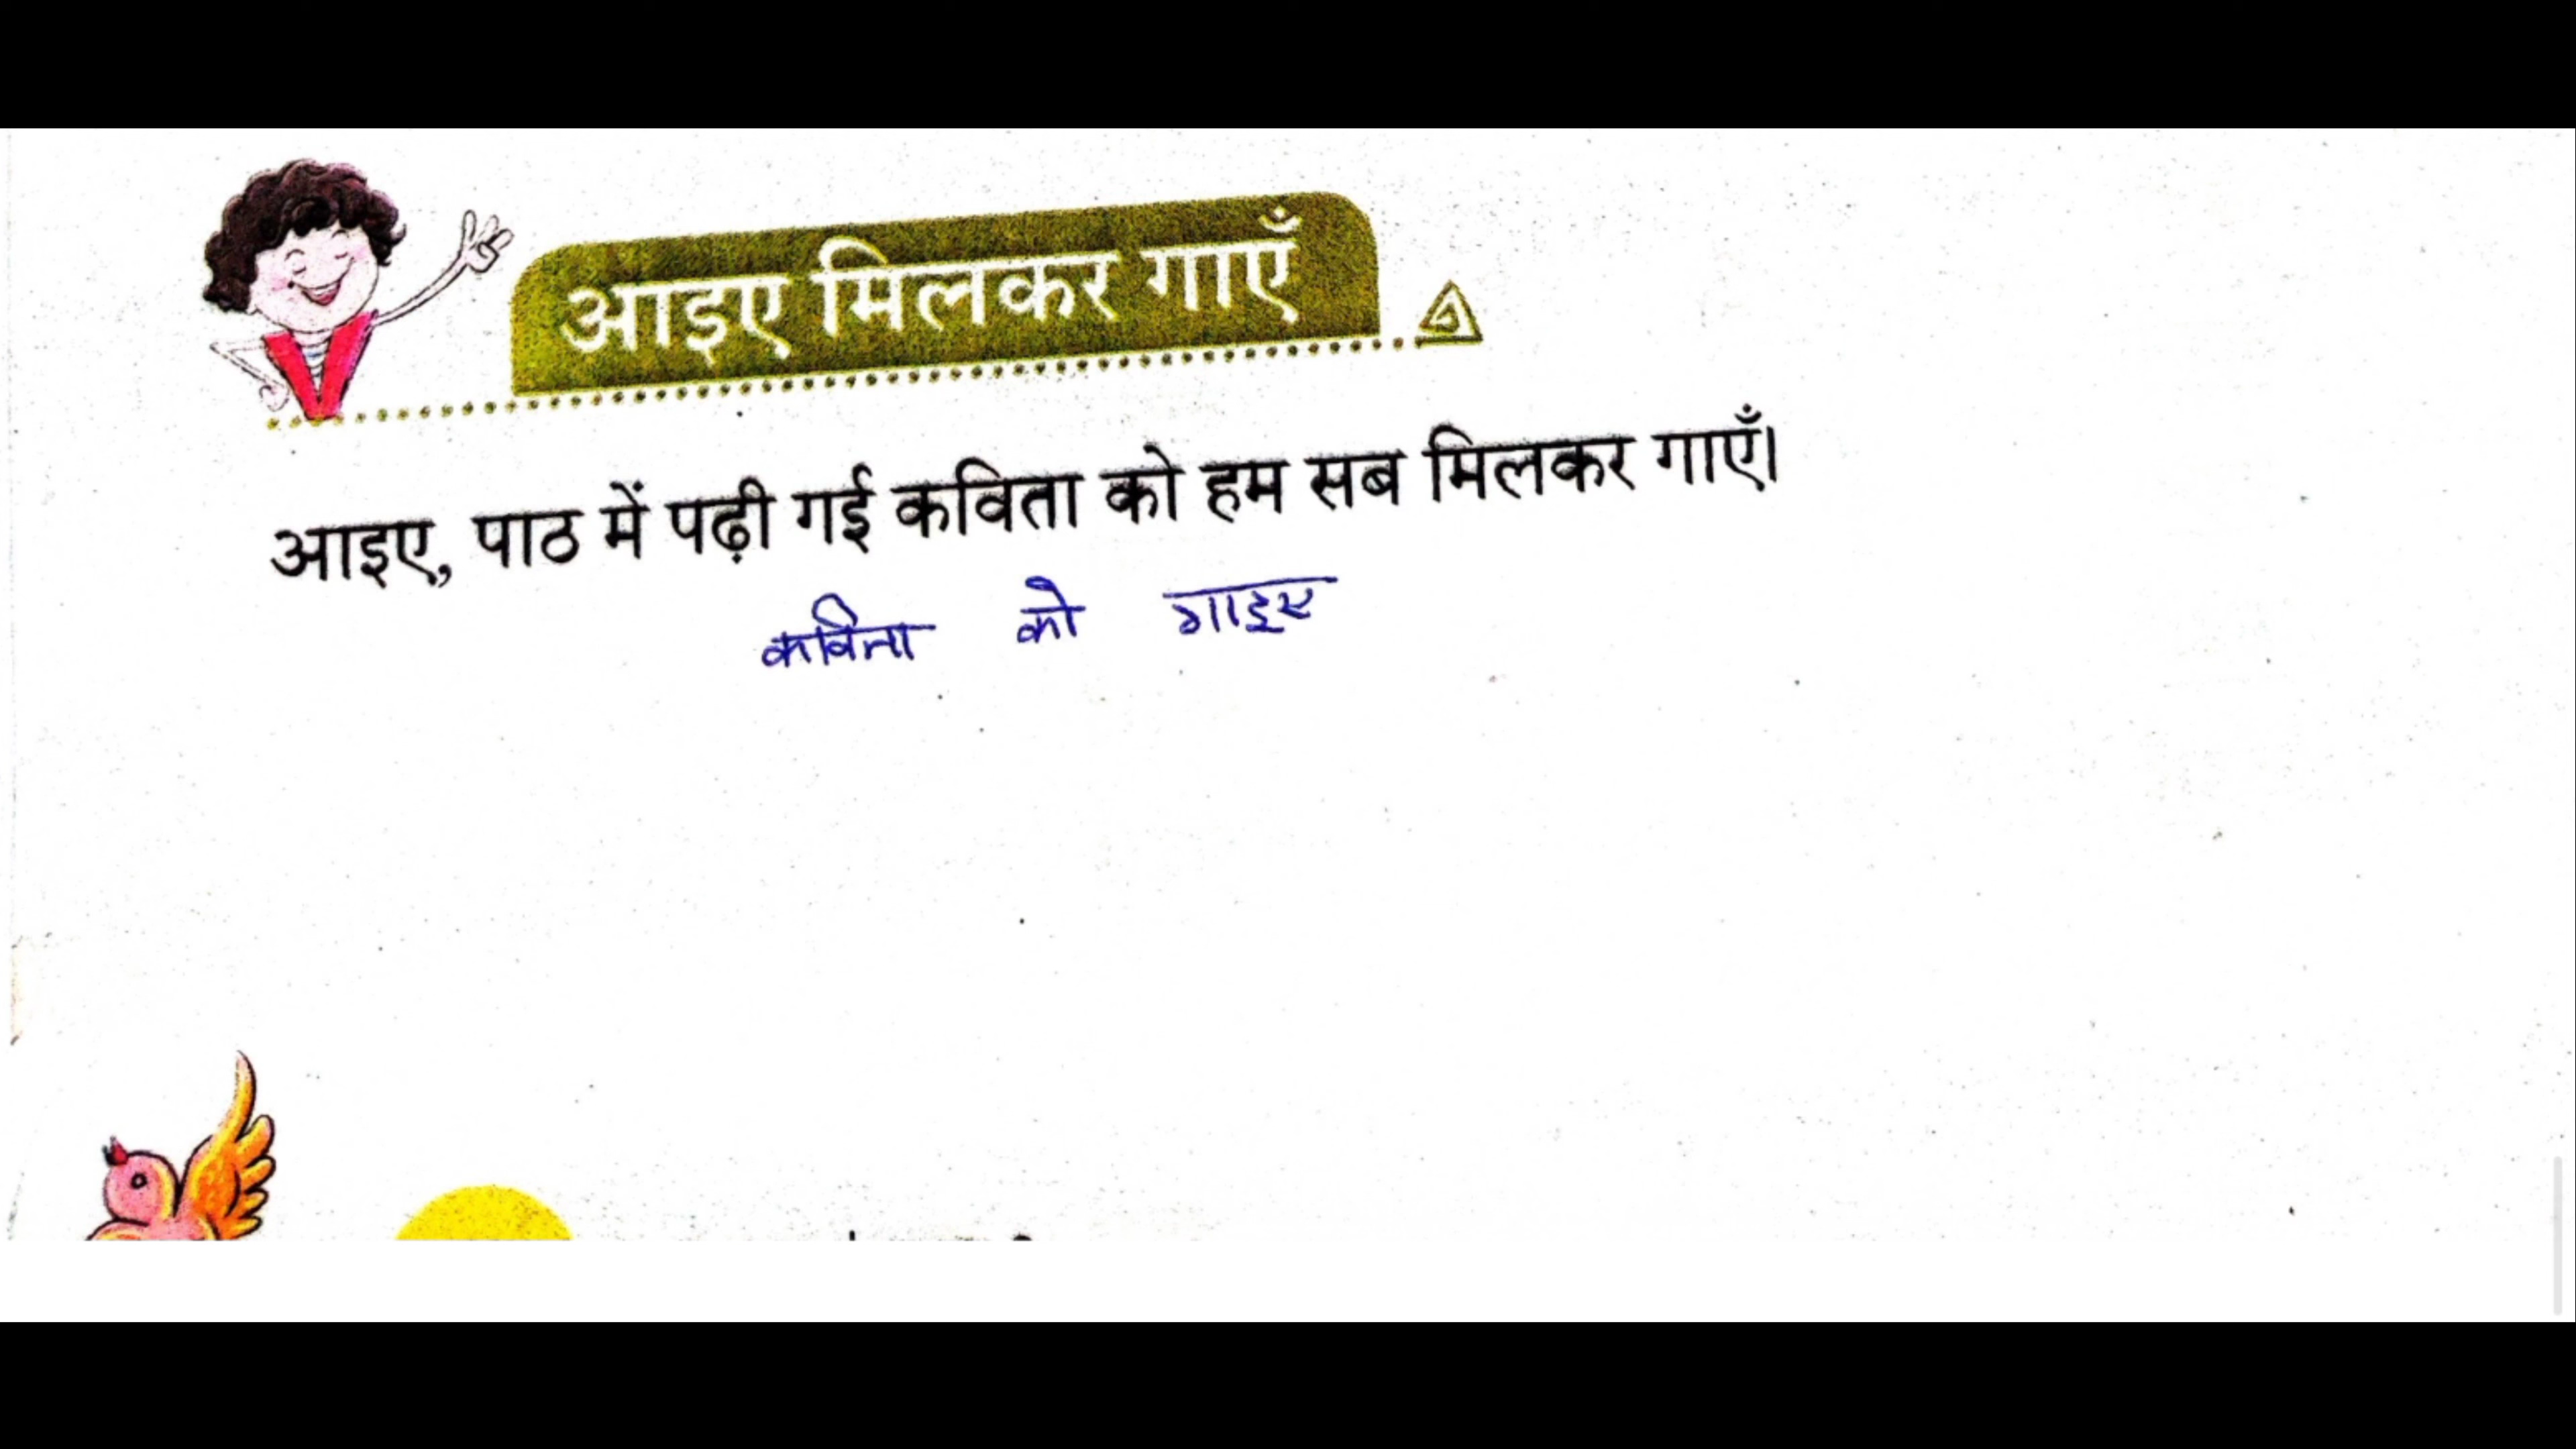 आइए मिलकर गाएँ
आइए, पाठ में पढ़ी गई कविता को हम सब मिलकर गाएँ।
कविता को गाइए